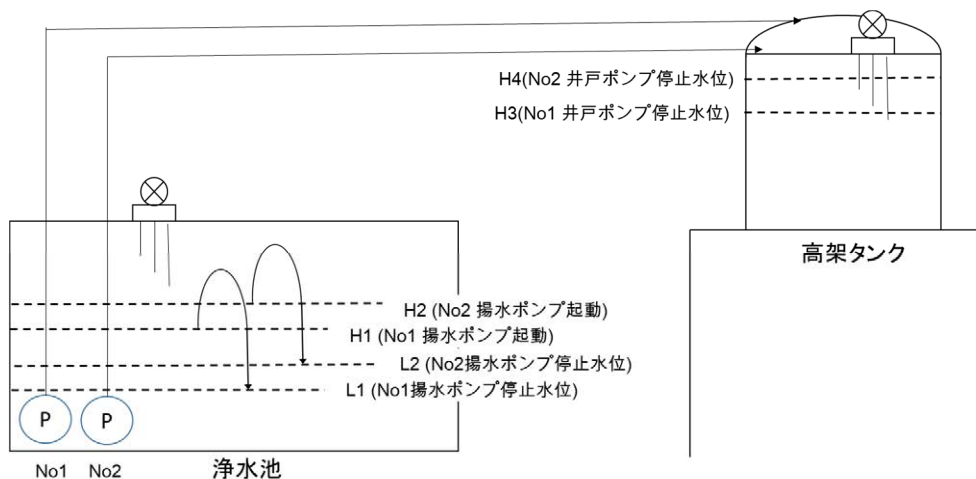 H4(No2 井戸ポンプ停止水位)
H3(No1 井戸ポンプ停止水位)
高架タンク
H2 (No2 揚水ポンプ起動)
H1 (No1 揚水ポンプ起動)
L2 (No2揚水ポンプ停止水位)
L1 (No1揚水ポンプ停止水位)
P P
No1 No2
浄水池